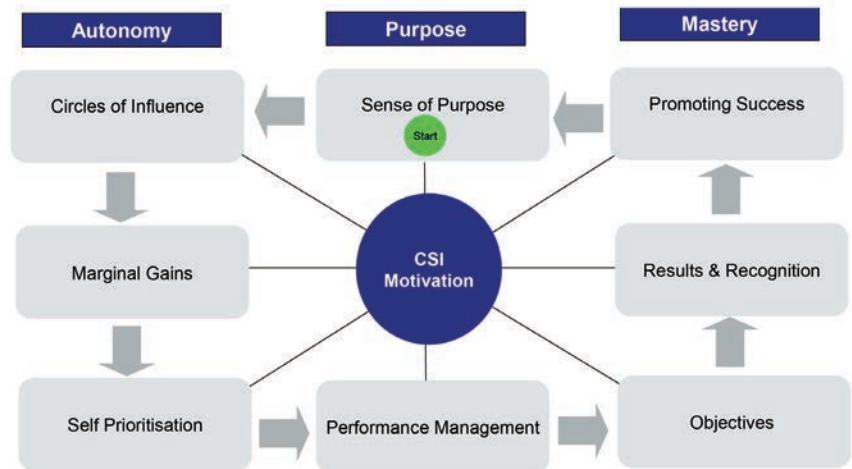 Autonomy
Purpose
Mastery
Circles of Influence
Sense of Purpose
Start
Promoting Success
Marginal Gains
CSI
Motivation
Results & Recognition
Self Prioritisation
Performance Management
Objectives